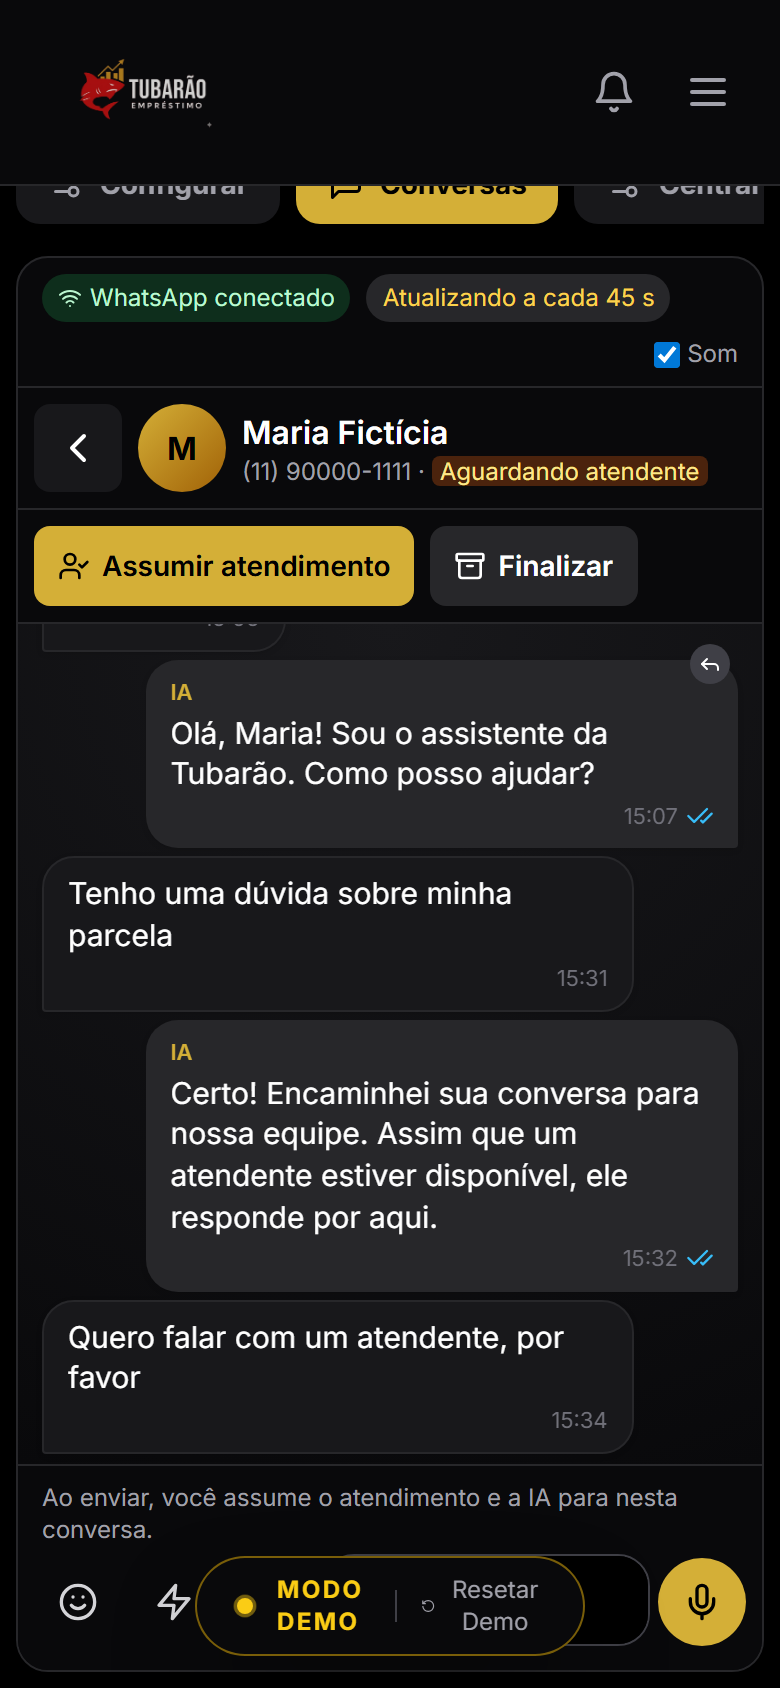 TUBARÃO
EMPRÉSTIMO
Configurar
Conversas
Central
WhatsApp conectado
Atualizando a cada 45 s
Som
M
Maria Fictícia
(11) 90000-1111 · Aguardando atendente
Assumir atendimento
Finalizar
IA
Olá, Maria! Sou o assistente da
Tubarão. Como posso ajudar?
15:07
Tenho uma dúvida sobre minha
parcela
15:31
IA
Certo! Encaminhei sua conversa para
nossa equipe. Assim que um
atendente estiver disponível, ele
responde por aqui.
15:32
Quero falar com um atendente, por
favor
15:34
Ao enviar, você assume o atendimento e a IA para nesta
conversa.
MODO
DEMO
Resetar
Demo